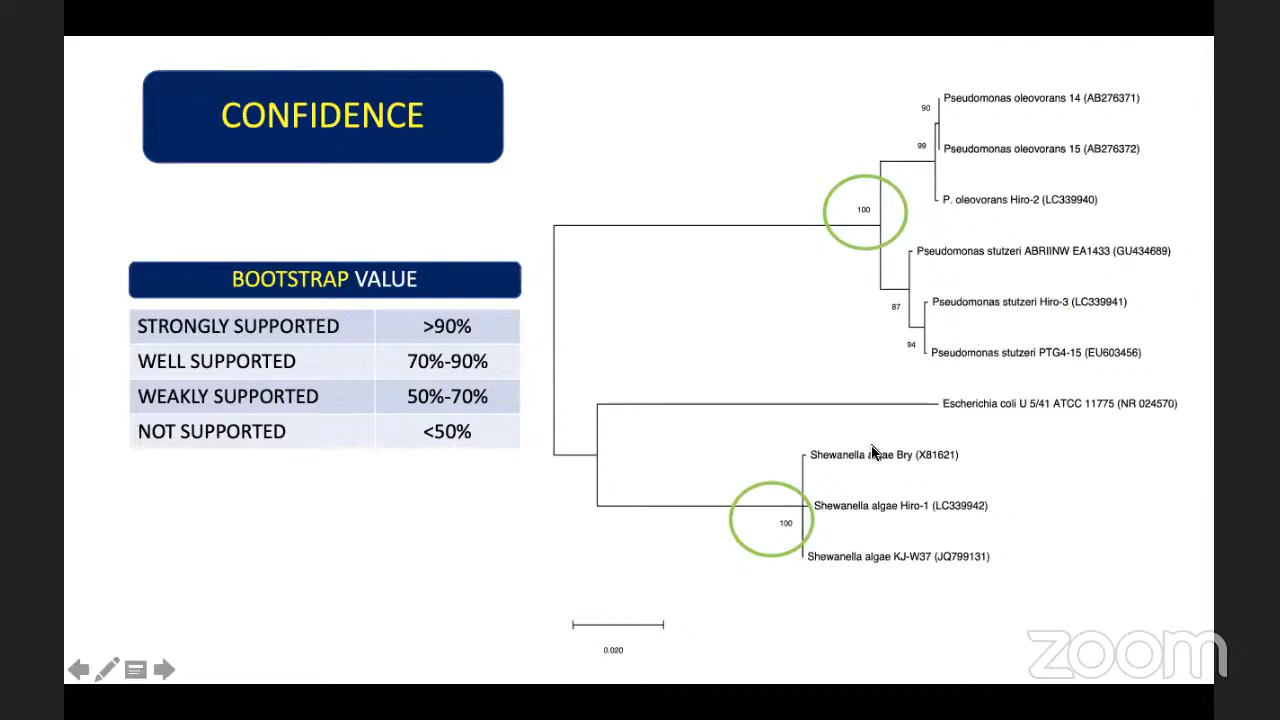 CONFIDENCE
BOOTSTRAP VALUE
STRONGLY SUPPORTED >90%
WELL SUPPORTED 70%-90%
WEAKLY SUPPORTED 50%-70%
NOT SUPPORTED <50%
Pseudomonas oleovorans 14 (AB276371)
90
99
Pseudomonas oleovorans 15 (AB276372)
P. oleovorans Hiro-2 (LC339940)
100
Pseudomonas stutzeri ABRIINW EA1433 (GU434689)
Pseudomonas stutzeri Hiro-3 (LC339941)
87
94
Pseudomonas stutzeri PTG4-15 (EU603456)
Escherichia coli U 5/41 ATCC 11775 (NR 024570)
Shewanella algae Bry (X81621)
Shewanella algae Hiro-1 (LC339942)
100
Shewanella algae KJ-W37 (JQ799131)
0.020
zoom